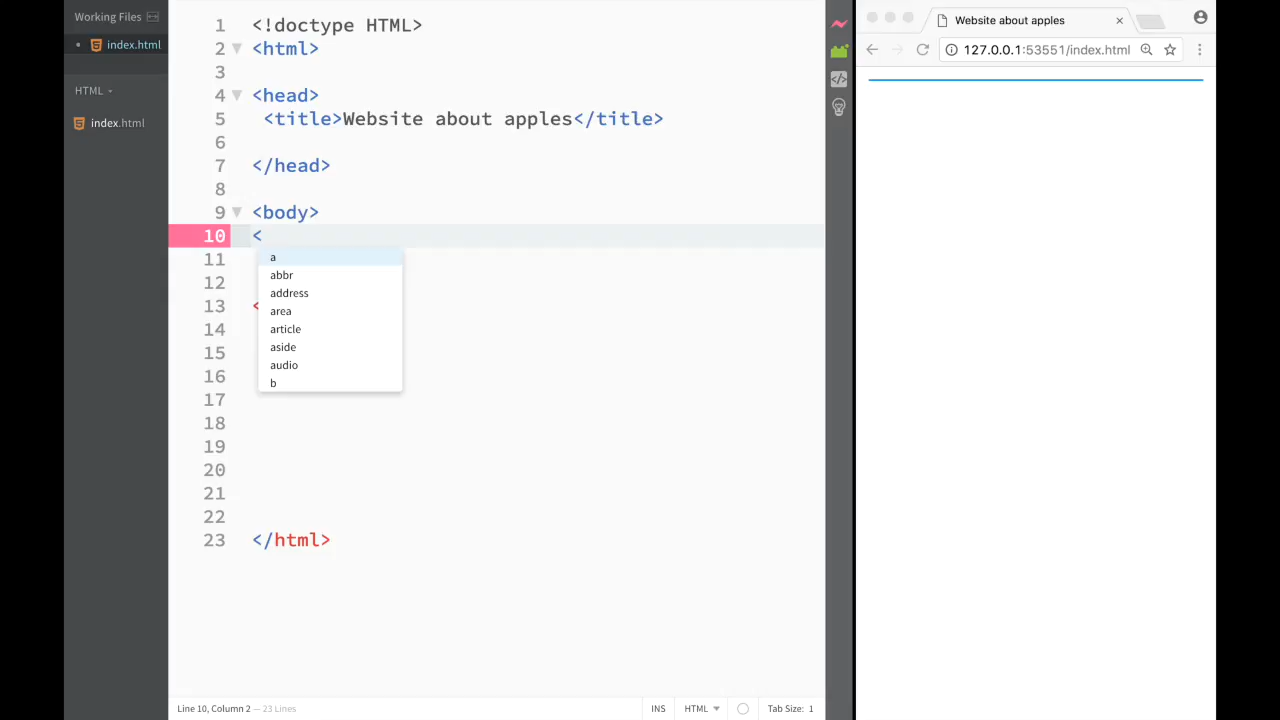 Working Files
index.html
HTML
index.html
1 <!doctype HTML>
2 <html>
3
4 <head>
5 <title>Website about apples</title>
6
7 </head>
8
9 <body>
10 <
11
12
13 <
14
15
16
17
18
19
20
21
22
23 </html>
a
abbr
address
area
article
aside
audio
b
Line 10, Column 2 — 23 Lines
INS
HTML
Tab Size: 1
Website about apples
127.0.0.1:53551/index.html